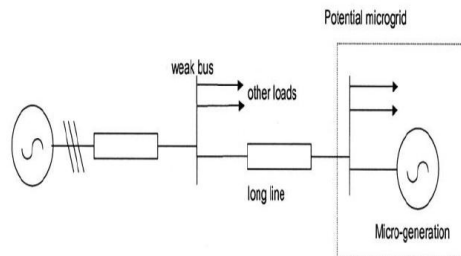 Potential microgrid
weak bus
other loads
long line
Micro-generation